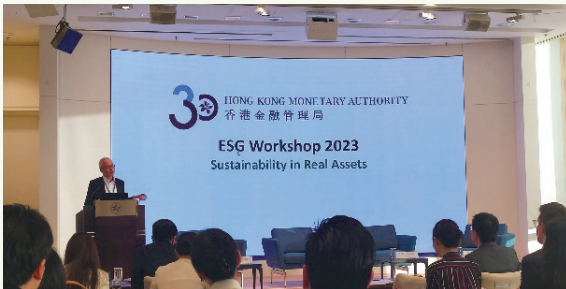 30 HONG KONG MONETARY AUTHORITY
香港金融管理局
ESG Workshop 2023
Sustainability in Real Assets